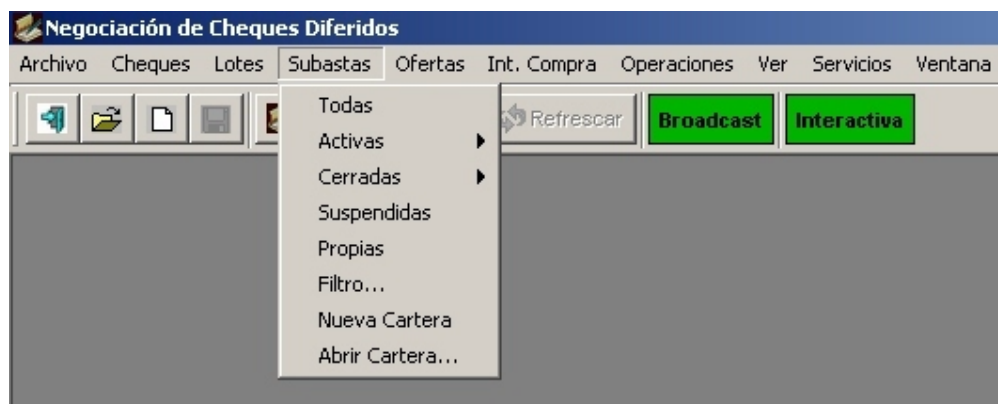 Negociación de Cheques Diferidos
Archivo Cheques Lotes Subastas Ofertas Int. Compra Operaciones Ver Servicios Ventana
Refrescar Broadcast Interactiva
Todas
Activas
Cerradas
Suspendidas
Propias
Filtro...
Nueva Cartera
Abrir Cartera...